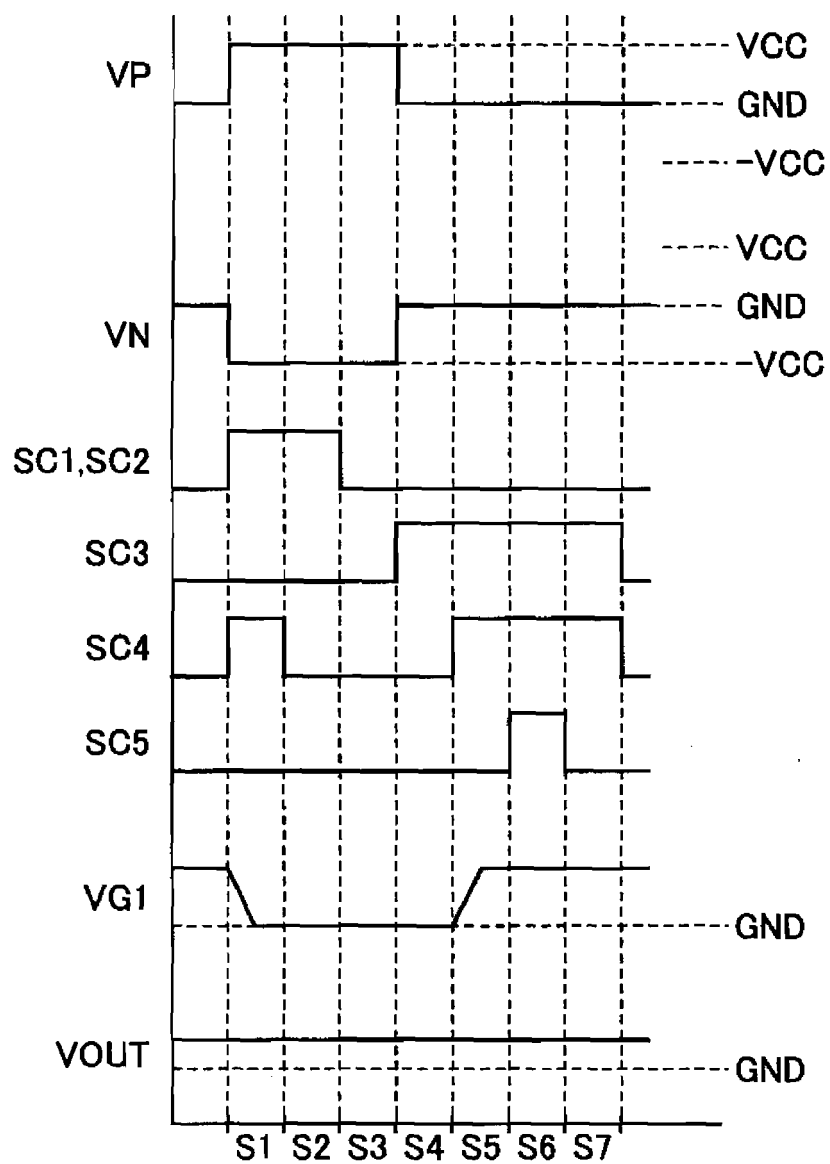 VP
VCC
GND
-VCC
VCC
VN
GND
-VCC
SC1,SC2
SC3
SC4
SC5
VG1
GND
VOUT
GND
S1 S2 S3 S4 S5 S6 S7